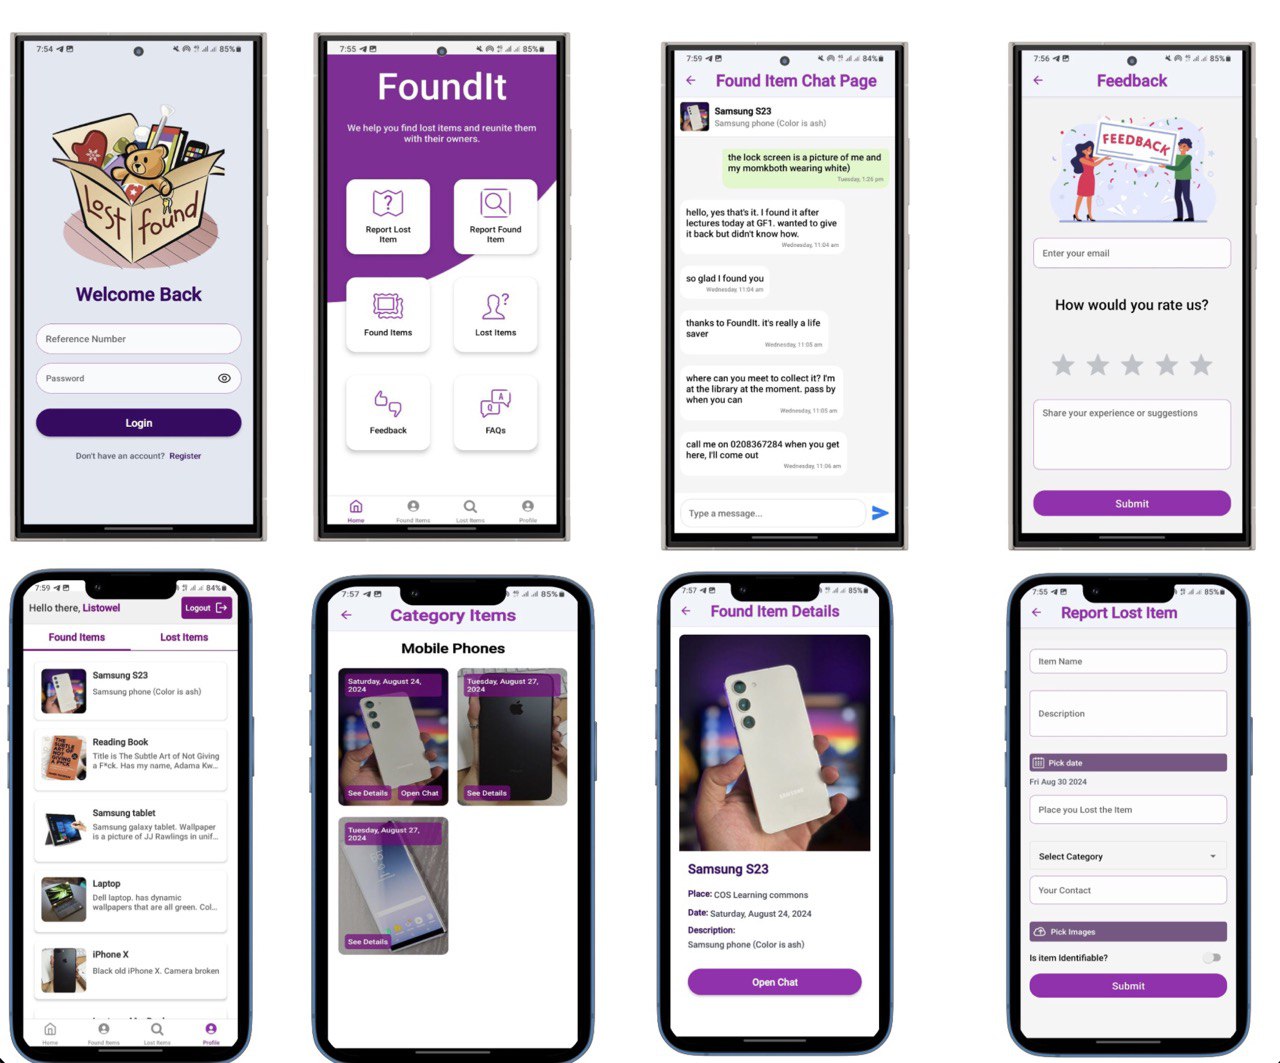 7:54
85%
Lost found
Welcome Back
Reference Number
Password
Login
Don't have an account? Register
7:55
85%
FoundIt
We help you find lost items and reunite them
with their owners.
Report Lost
Item
Report Found
Item
Found Items
Lost Items
Feedback
Q A
FAQs
Home
Found Items
Lost Items
Profile
7:59
84%
Found Item Chat Page
Samsung S23
Samsung phone (Color is ash)
the lock screen is a picture of me and
my momkboth wearing white)
Tuesday, 1:26 pm
hello, yes that's it. I found it after
lectures today at GF1. wanted to give
it back but didn't know how.
Wednesday, 11:04 am
so glad I found you
Wednesday, 11:04 am
thanks to FoundIt. it's really a life
saver
Wednesday, 11:05 am
where can you meet to collect it? I'm
at the library at the moment. pass by
when you can
Wednesday, 11:05 am
call me on 0208367284 when you get
here, I'll come out
Wednesday, 11:06 am
Type a message...
7:56
85%
Feedback
FEEDBACK
Enter your email
How would you rate us?
Share your experience or suggestions
Submit
7:59
84%
Hello there, Listowel
Logout
Found Items
Lost Items
Samsung S23
Samsung phone (Color is ash)
THE SUBTLE ART OF NOT GIVING A
Reading Book
Title is The Subtle Art of Not Giving
a F*ck. Has my name, Adama Kw...
Samsung tablet
Samsung galaxy tablet. Wallpaper
is a picture of JJ Rawlings in unif...
Laptop
Dell laptop. has dynamic
wallpapers that are all green. Col...
iPhone X
Black old iPhone X. Camera broken
Home
Found Items
Lost Items
Profile
7:57
85%
Category Items
Mobile Phones
Saturday, August 24,
2024
See Details
Open Chat
Tuesday, August 27,
2024
See Details
Tuesday, August 27,
2024
See Details
7:57
85%
Found Item Details
SAMSUNG
Samsung S23
Place: COS Learning commons
Date: Saturday, August 24, 2024
Description:
Samsung phone (Color is ash)
Open Chat
7:55
85%
Report Lost Item
Item Name
Description
Pick date
Fri Aug 30 2024
Place you Lost the Item
Select Category
Your Contact
Pick Images
Is item Identifiable?
Submit